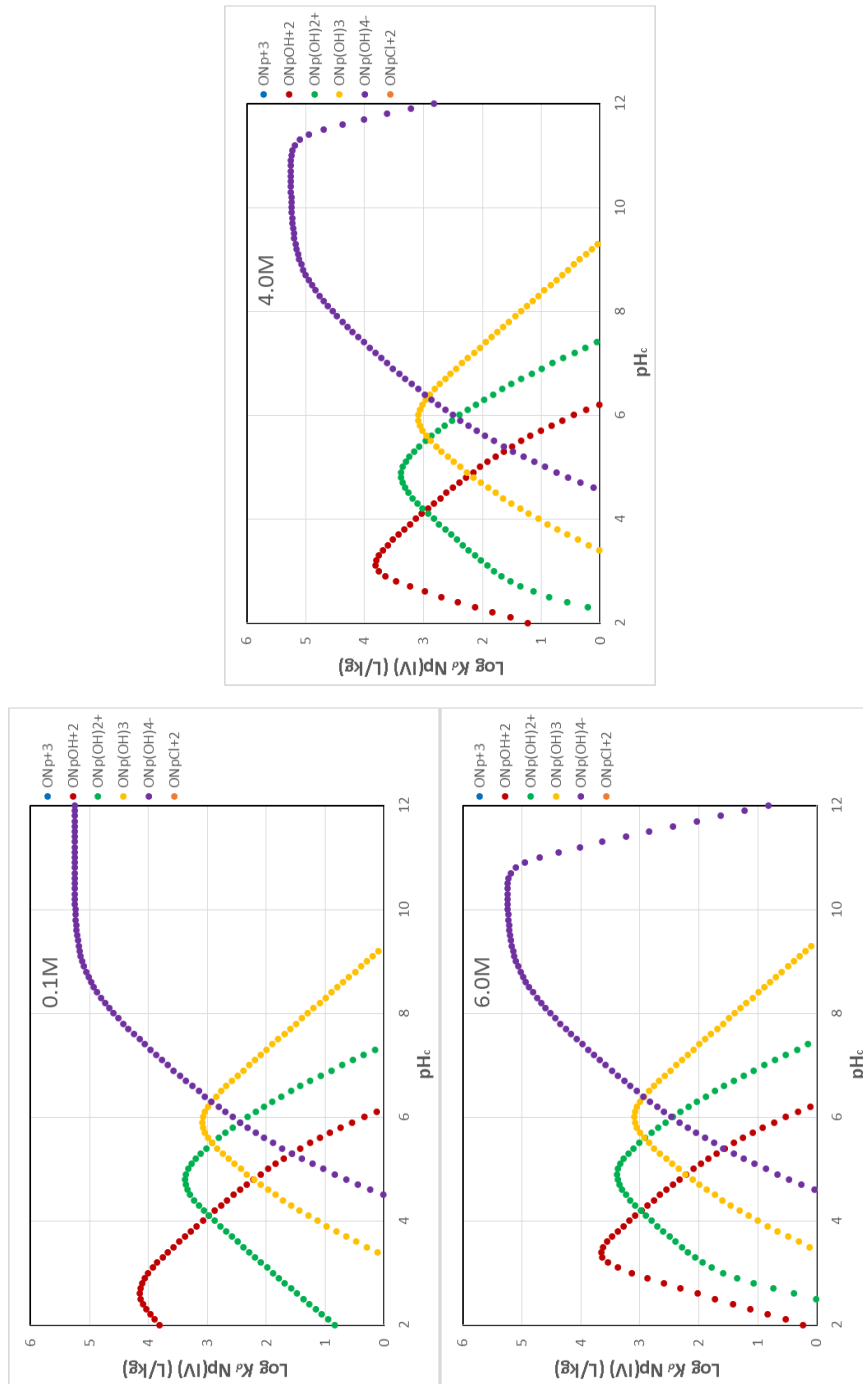 0.1M
Log Kd Np(IV) (L/kg)
6
5
4
3
2
1
0
2
4
6
8
10
12
pHc
ONp+3
ONpOH+2
ONp(OH)2+
ONp(OH)3
ONp(OH)4-
ONpCl+2
4.0M
Log Kd Np(IV) (L/kg)
6
5
4
3
2
1
0
2
4
6
8
10
12
pHc
ONp+3
ONpOH+2
ONp(OH)2+
ONp(OH)3
ONp(OH)4-
ONpCl+2
6.0M
Log Kd Np(IV) (L/kg)
6
5
4
3
2
1
0
2
4
6
8
10
12
pHc
ONp+3
ONpOH+2
ONp(OH)2+
ONp(OH)3
ONp(OH)4-
ONpCl+2